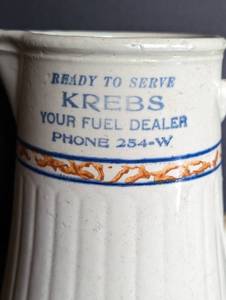 READY TO SERVE
KREBS
YOUR FUEL DEALER
PHONE 254-W.